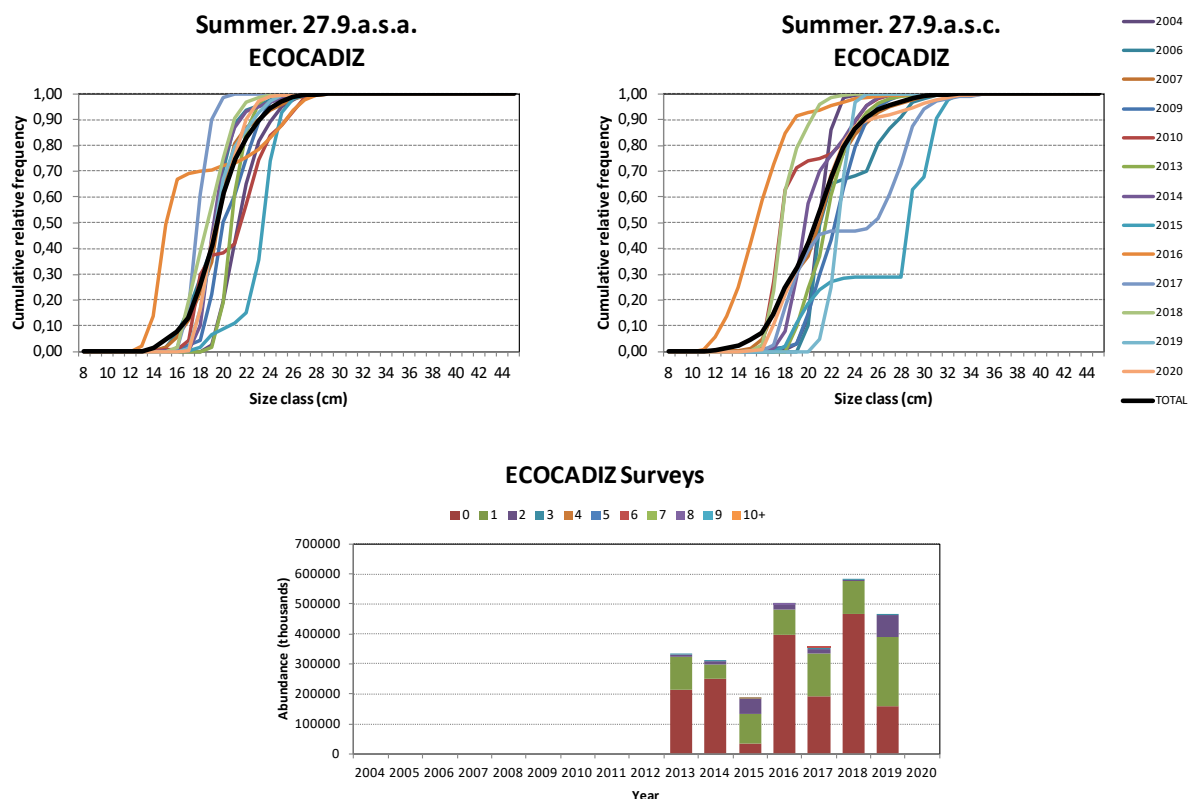 Summer. 27.9.a.s.a.
ECOCADIZ
Cumulative relative frequency
1,00
0,90
0,80
0,70
0,60
0,50
0,40
0,30
0,20
0,10
0,00
8 10 12 14 16 18 20 22 24 26 28 30 32 34 36 38 40 42 44
Size class (cm)
Summer. 27.9.a.s.c.
ECOCADIZ
Cumulative relative frequency
1,00
0,90
0,80
0,70
0,60
0,50
0,40
0,30
0,20
0,10
0,00
8 10 12 14 16 18 20 22 24 26 28 30 32 34 36 38 40 42 44
Size class (cm)
2004
2006
2007
2009
2010
2013
2014
2015
2016
2017
2018
2019
2020
TOTAL
ECOCADIZ Surveys
0 1 2 3 4 5 6 7 8 9 10+
Abundance (thousands)
700000
600000
500000
400000
300000
200000
100000
0
2004 2005 2006 2007 2008 2009 2010 2011 2012 2013 2014 2015 2016 2017 2018 2019 2020
Year